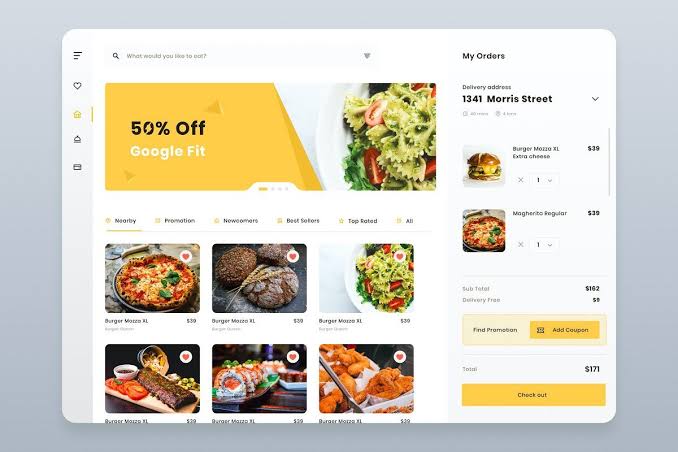 What would you like to eat?
50% Off
Google Fit
Nearby
Promotion
Newcomers
Best Sellers
Top Rated
All
Burger Mozza XL $39
Burger Queen
Burger Mozza XL $39
Burger Queen
Burger Mozza XL $39
Burger Queen
Burger Mozza XL $39
Burger Mozza XL $39
Burger Mozza XL $39
My Orders
Delivery address
1341 Morris Street
40 mins
4 kms
Burger Mozza XL $39
Extra cheese
1
Magherita Regular $39
1
Sub Total $162
Delivery Free $9
Find Promotion
Add Coupon
Total $171
Check out